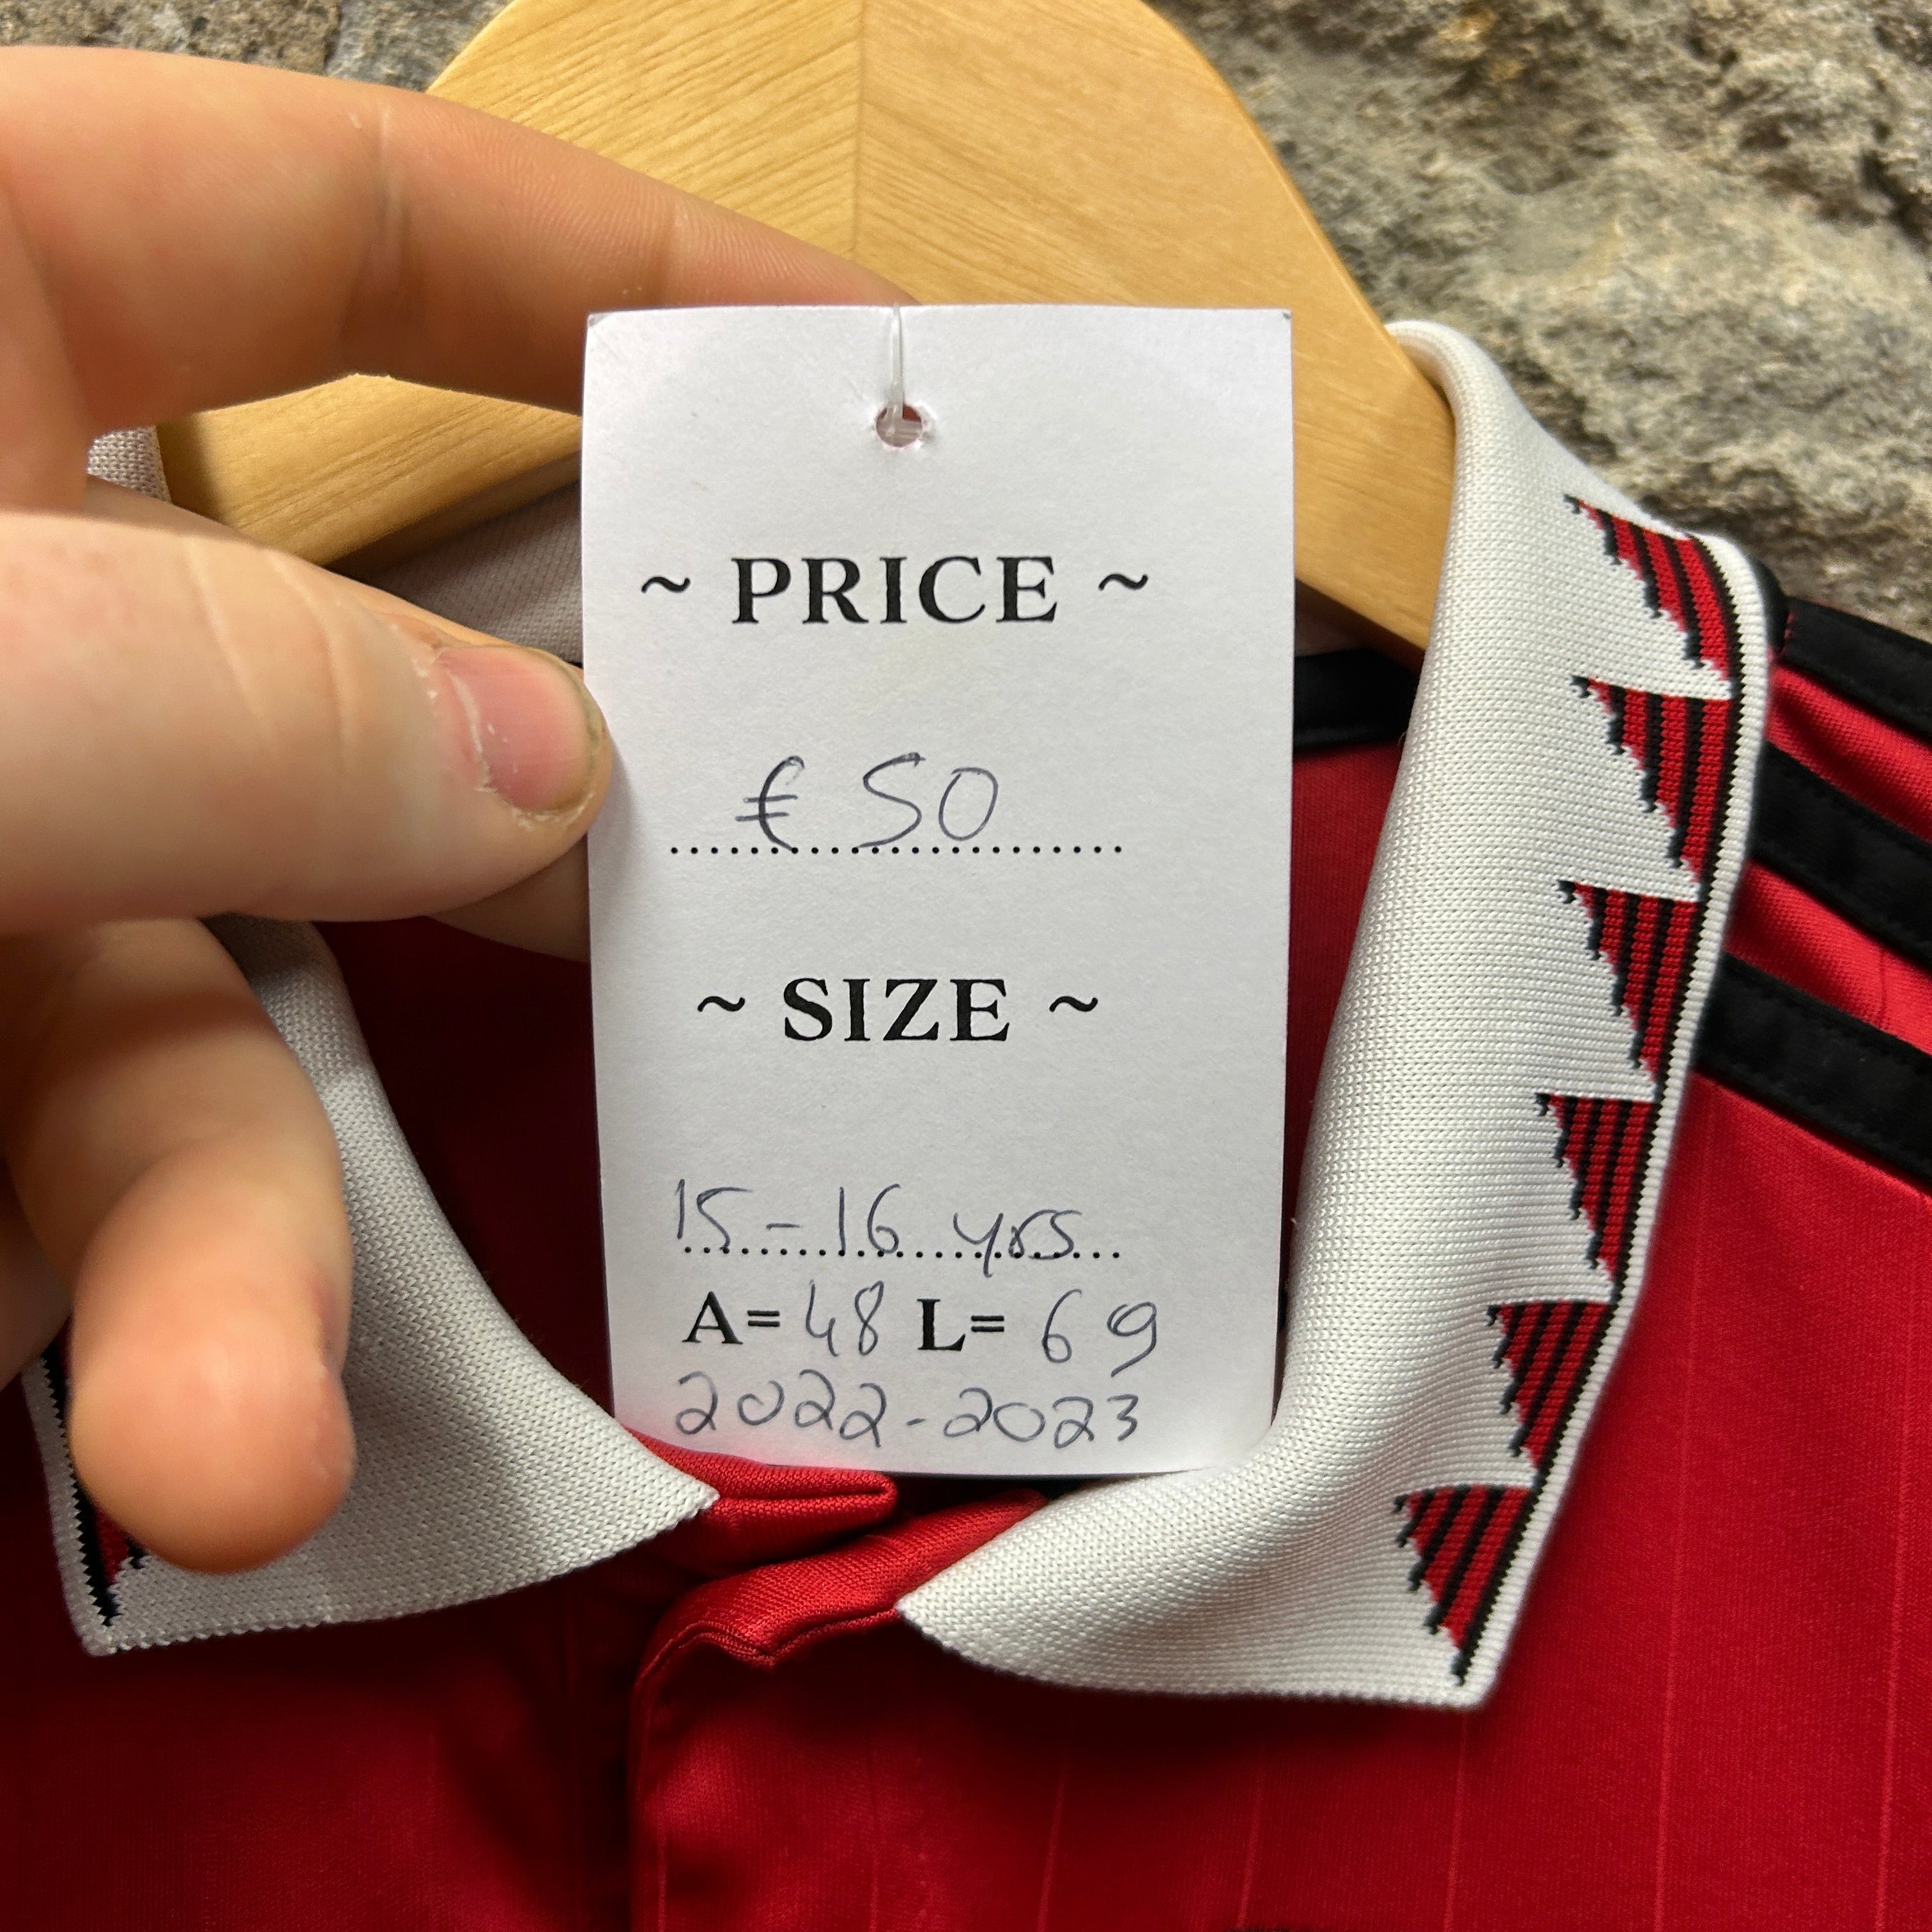 ~ PRICE ~
€ 50
~ SIZE ~
15-16 yrs
A= 48 L= 69
2022-2023